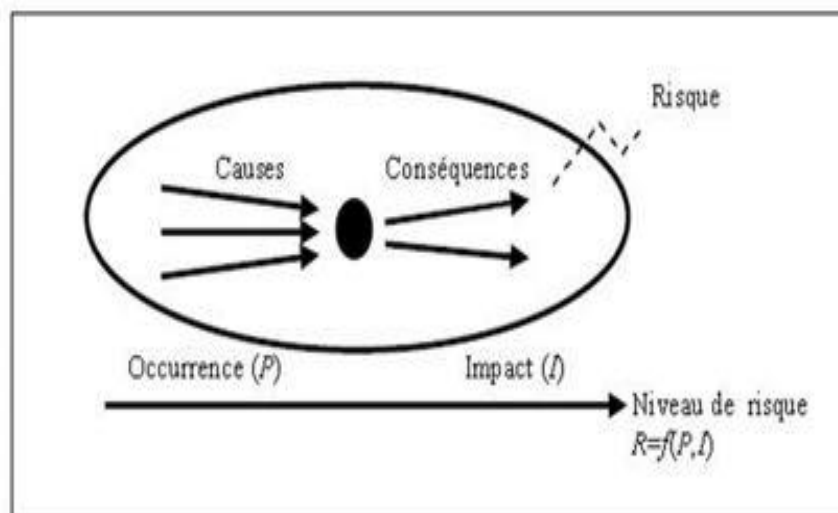 Risque
Causes
Conséquences
Occurrence (P)
Impact (I)
Niveau de risque
R=f(P,I)